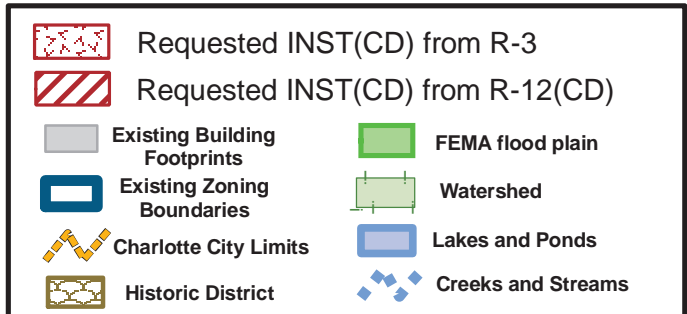 Requested INST(CD) from R-3
Requested INST(CD) from R-12(CD)
Existing Building
Footprints
Existing Zoning
Boundaries
Charlotte City Limits
Historic District
FEMA flood plain
Watershed
Lakes and Ponds
Creeks and Streams